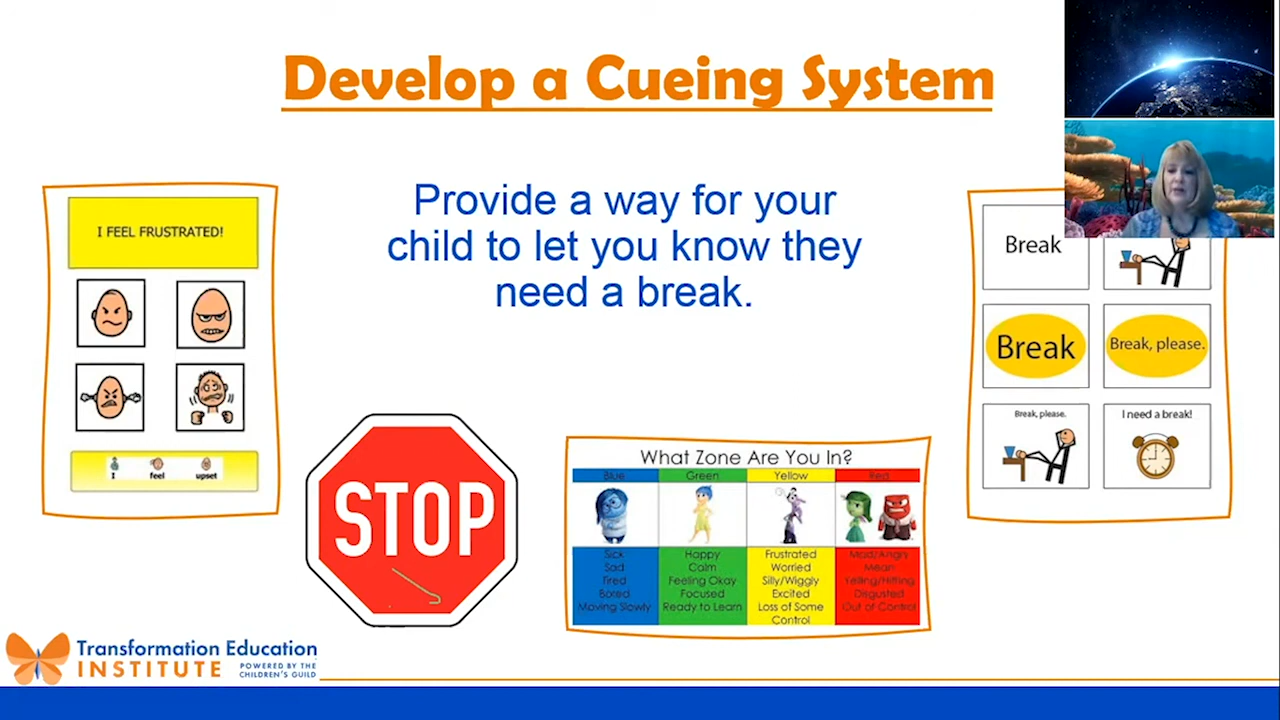 Develop a Cueing System
Provide a way for your
child to let you know they
need a break.
I FEEL FRUSTRATED!
I feel upset
STOP
What Zone Are You In?
Blue Green Yellow Red
Sick Happy Frustrated Mad/Angry
Sad Calm Worried Mean
Tired Feeling Okay Silly/Wiggly Yelling/Hitting
Bored Focused Excited Disgusted
Moving Slowly Ready to Learn Loss of Some Out of Control
Control
Break
Break Break, please.
Break, please. I need a break!
Transformation Education
INSTITUTE POWERED BY THE
CHILDREN'S GUILD